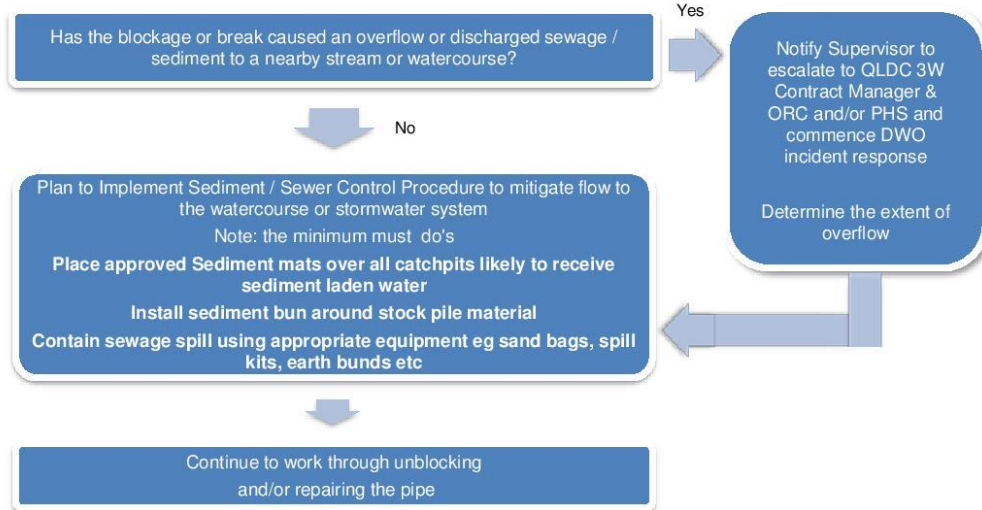 Has the blockage or break caused an overflow or discharged sewage /
sediment to a nearby stream or watercourse?
Yes
Notify Supervisor to
escalate to QLDC 3W
Contract Manager &
ORC and/or PHS and
commence DWO
incident response
Determine the extent of
overflow
No
Plan to Implement Sediment / Sewer Control Procedure to mitigate flow to
the watercourse or stormwater system
Note: the minimum must do's
Place approved Sediment mats over all catchpits likely to receive
sediment laden water
Install sediment bun around stock pile material
Contain sewage spill using appropriate equipment eg sand bags, spill
kits, earth bunds etc
Continue to work through unblocking
and/or repairing the pipe